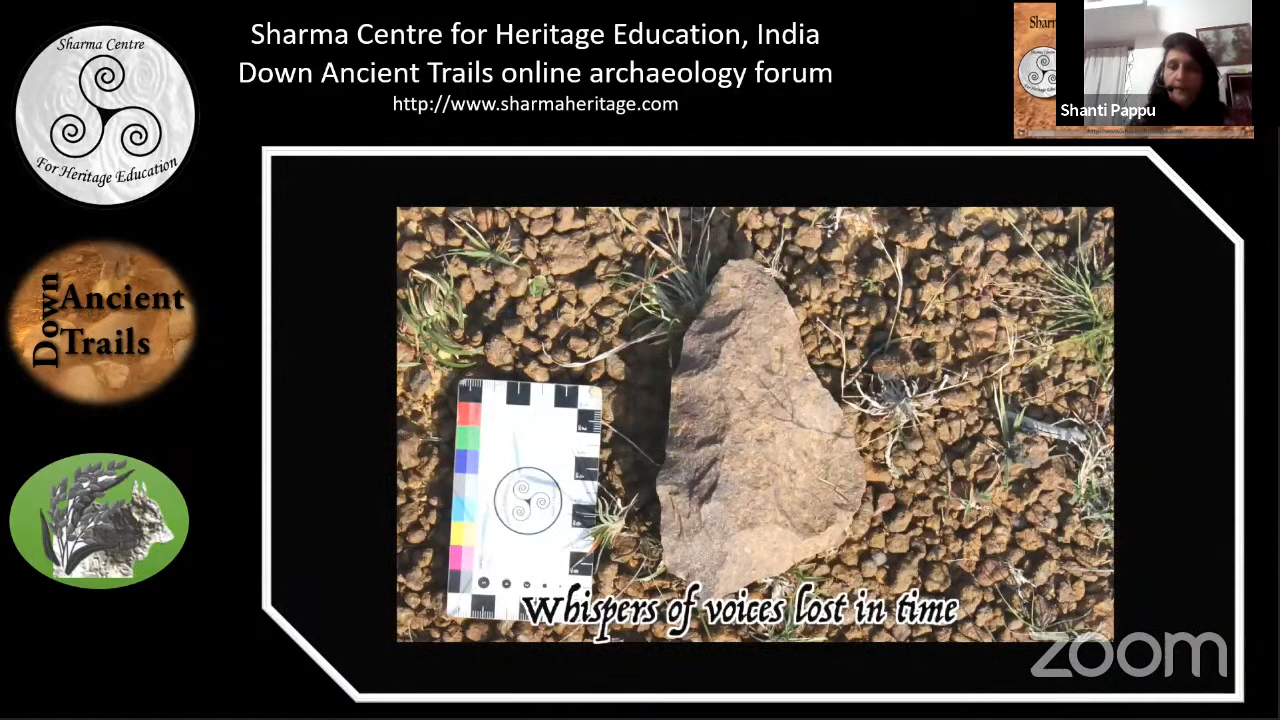 Sharma Centre for Heritage Education, India
Down Ancient Trails online archaeology forum
http://www.sharmaheritage.com
Sharma Centre
For Heritage Education
Down
Ancient
Trails
Shanti Pappu
Whispers of voices lost in time
zoom